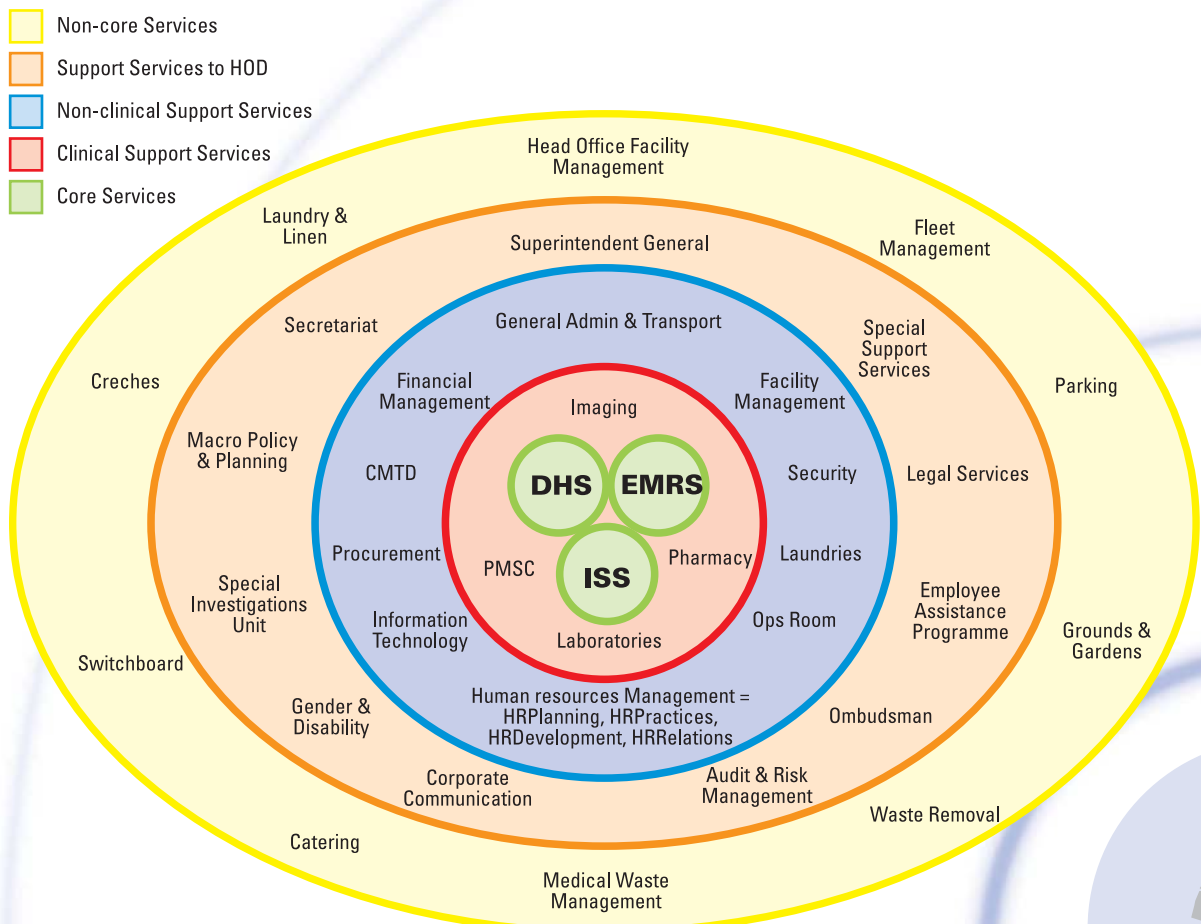 Non-core Services
Support Services to HOD
Non-clinical Support Services
Clinical Support Services
Core Services
Head Office Facility
Management
Laundry &
Linen
Fleet
Management
Superintendent General
Secretariat
General Admin & Transport
Special
Support
Services
Creches
Financial
Management
Facility
Management
Parking
Imaging
Macro Policy
& Planning
CMTD
DHS
EMRS
Security
Legal Services
Procurement
PMSC
ISS
Pharmacy
Laundries
Special
Investigations
Unit
Information
Technology
Laboratories
Ops Room
Employee
Assistance
Programme
Grounds &
Gardens
Switchboard
Gender &
Disability
Human resources Management =
HRPlanning, HRPractices,
HRDevelopment, HRRelations
Ombudsman
Corporate
Communication
Audit & Risk
Management
Waste Removal
Catering
Medical Waste
Management